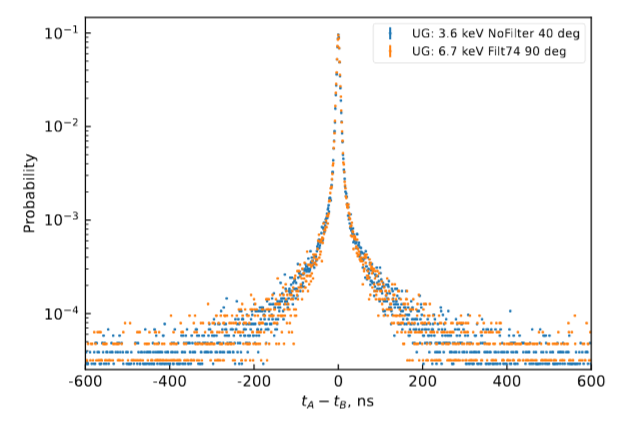 UG: 3.6 keV NoFilter 40 deg
UG: 6.7 keV Filt74 90 deg
Probability
10⁻¹
10⁻²
10⁻³
10⁻⁴
-600 -400 -200 0 200 400 600
t_A − t_B, ns